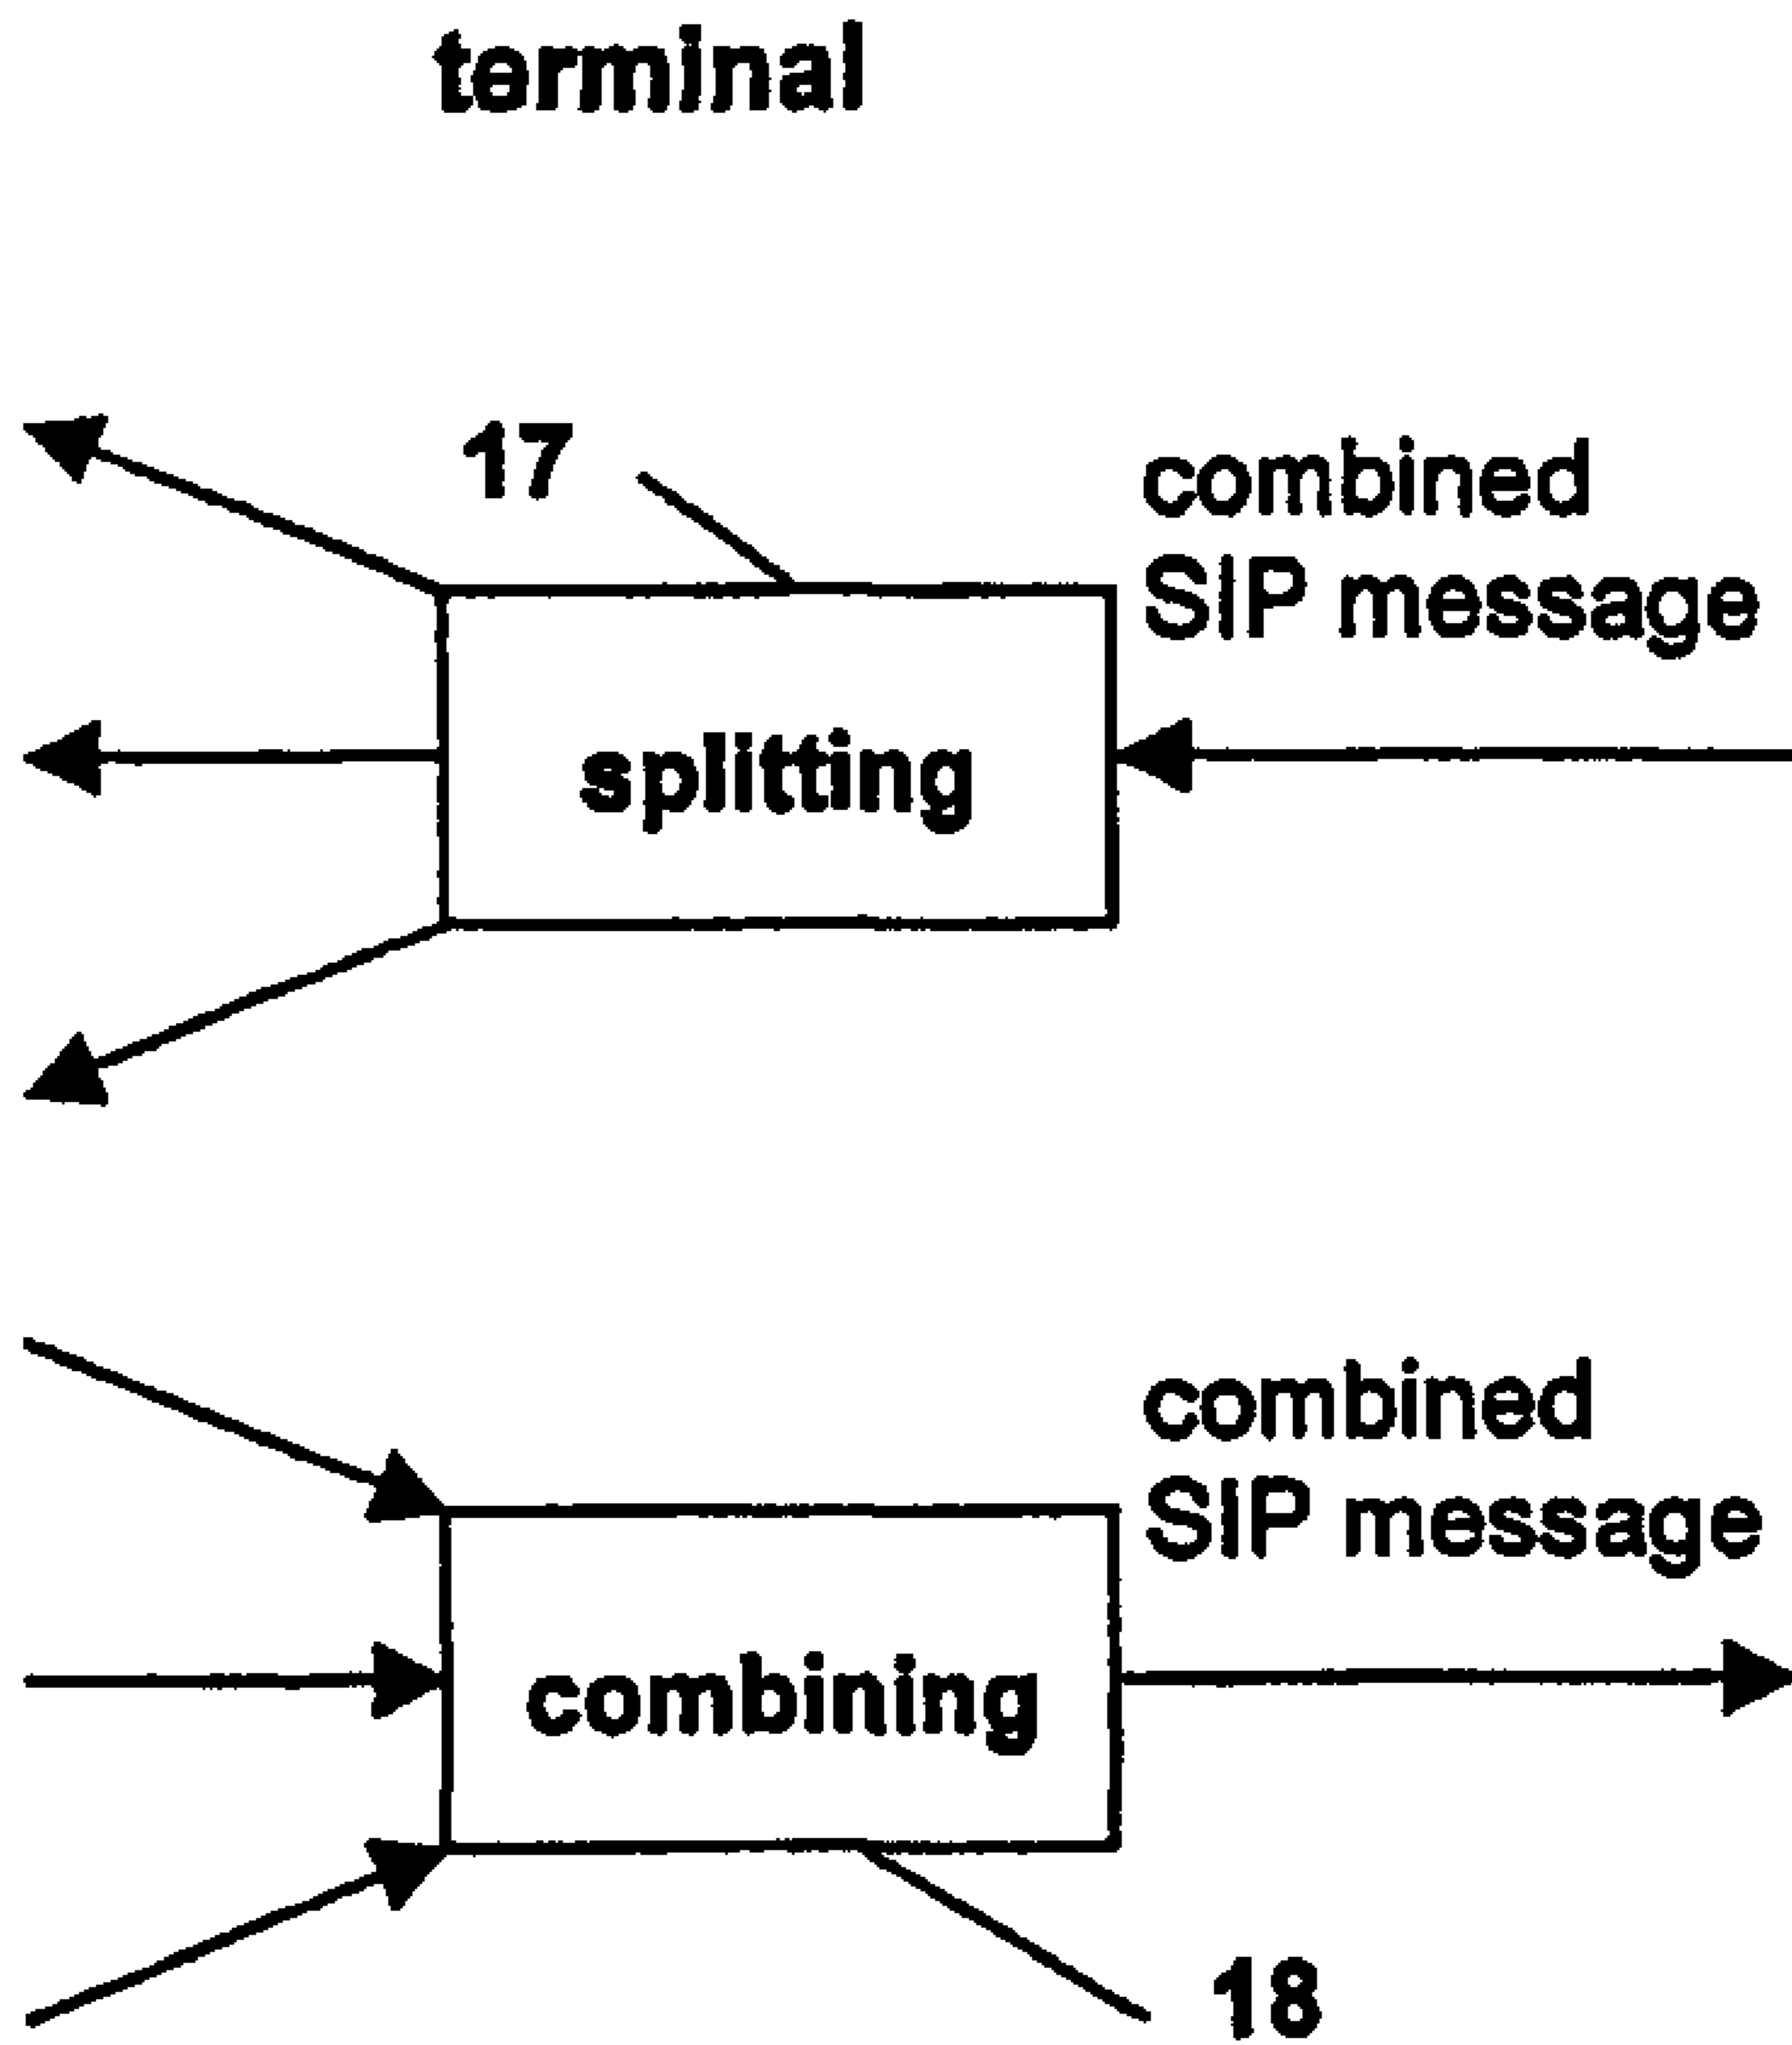 terminal
17
combined
SIP message
splitting
combined
SIP message
combining
18